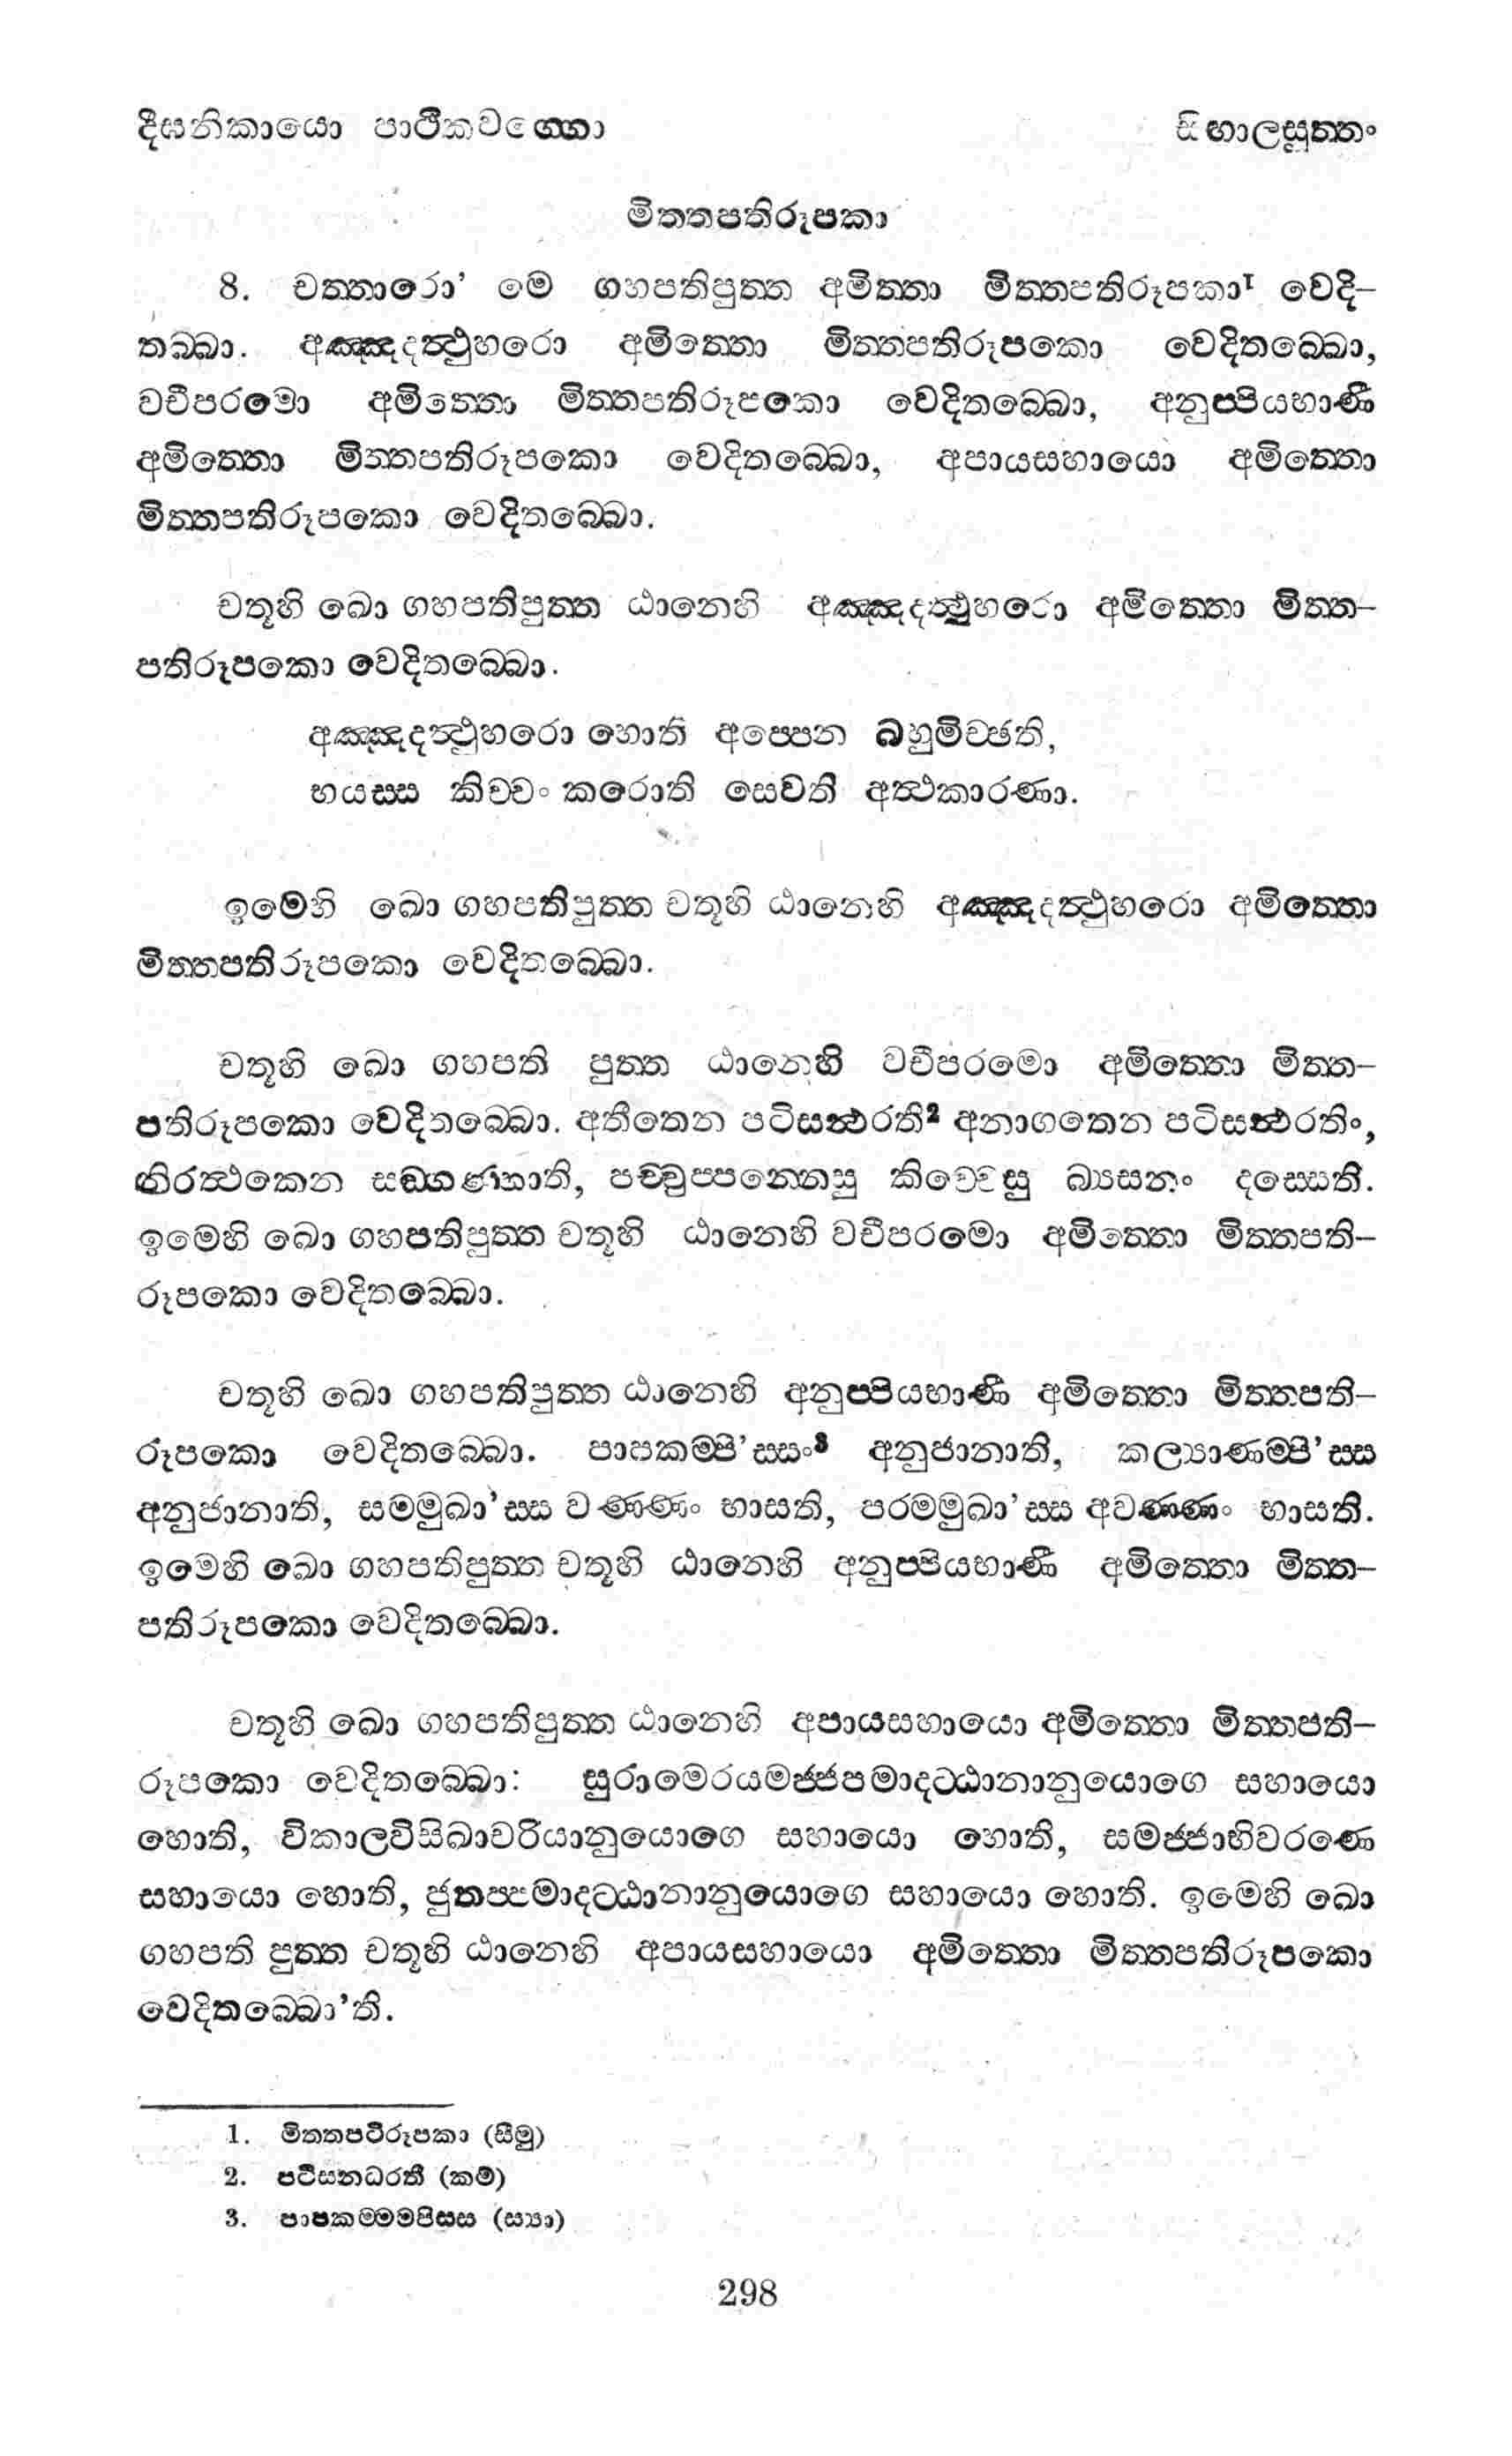 දීඝනිකායො පාථිකවග්ගො සිඟාලසුත්තං
මිත්තපතිරූපකා
8. චත්තාරො' මෙ ගහපතිපුත්ත අමිත්තා මිත්තපතිරූපකා¹ වෙදි–
තබ්බා. අඤ්ඤදත්ථුහරො අමිත්තො මිත්තපතිරූපකො වෙදිතබ්බො,
වචීපරමො අමිත්තො මිත්තපතිරූපකො වෙදිතබ්බො, අනුප්පියභාණී
අමිත්තො මිත්තපතිරූපකො වෙදිතබ්බො, අපායසහායො අමිත්තො
මිත්තපතිරූපකො වෙදිතබ්බො.
චතූහි ඛො ගහපතිපුත්ත ඨානෙහි අඤ්ඤදත්ථුහරො අමිත්තො මිත්ත–
පතිරූපකො වෙදිතබ්බො.
අඤ්ඤදත්ථුහරො හොති අප්පෙන බහුමිච්ඡති,
භයස්ස කිච්චං කරොති සෙවති අත්ථකාරණා.
ඉමෙහි ඛො ගහපතිපුත්ත චතූහි ඨානෙහි අඤ්ඤදත්ථුහරො අමිත්තො
මිත්තපතිරූපකො වෙදිතබ්බො.
චතූහි ඛො ගහපති පුත්ත ඨානෙහි වචීපරමො අමිත්තො මිත්ත–
පතිරූපකො වෙදිතබ්බො. අතීතෙන පටිසන්ථරති² අනාගතෙන පටිසන්ථරතිං,
නිරත්ථකෙන සඞ්ගණ්හාති, පච්චුප්පන්නෙසු කිච්චෙසු බ්‍යසනං දස්සෙති.
ඉමෙහි ඛො ගහපතිපුත්ත චතූහි ඨානෙහි වචීපරමො අමිත්තො මිත්තපති–
රූපකො වෙදිතබ්බො.
චතූහි ඛො ගහපතිපුත්ත ඨානෙහි අනුප්පියභාණී අමිත්තො මිත්තපති–
රූපකො වෙදිතබ්බො. පාපකම්පි'ස්සං³ අනුජානාති, කල්‍යාණම්පි'ස්ස
අනුජානාති, සම්මුඛා'ස්ස වණ්ණං භාසති, පරම්මුඛා'ස්ස අවණ්ණං භාසති.
ඉමෙහි ඛො ගහපතිපුත්ත චතූහි ඨානෙහි අනුප්පියභාණී අමිත්තො මිත්ත–
පතිරූපකො වෙදිතබ්බො.
චතූහි ඛො ගහපතිපුත්ත ඨානෙහි අපායසහායො අමිත්තො මිත්තපති–
රූපකො වෙදිතබ්බො: සුරාමෙරයමජ්ජපමාදට්ඨානානුයොගෙ සහායො
හොති, විකාලවිසිඛාචරියානුයොගෙ සහායො හොති, සමජ්ජාභිචරණෙ
සහායො හොති, ජුතප්පමාදට්ඨානානුයොගෙ සහායො හොති. ඉමෙහි ඛො
ගහපති පුත්ත චතූහි ඨානෙහි අපායසහායො අමිත්තො මිත්තපතිරූපකො
වෙදිතබ්බො'ති.
1. මිත්තපටිරූපකා (සීමු)
2. පටිසන්ධරති (කම්)
3. පාපකම්මම්පිස්ස (ස්‍යා)
298